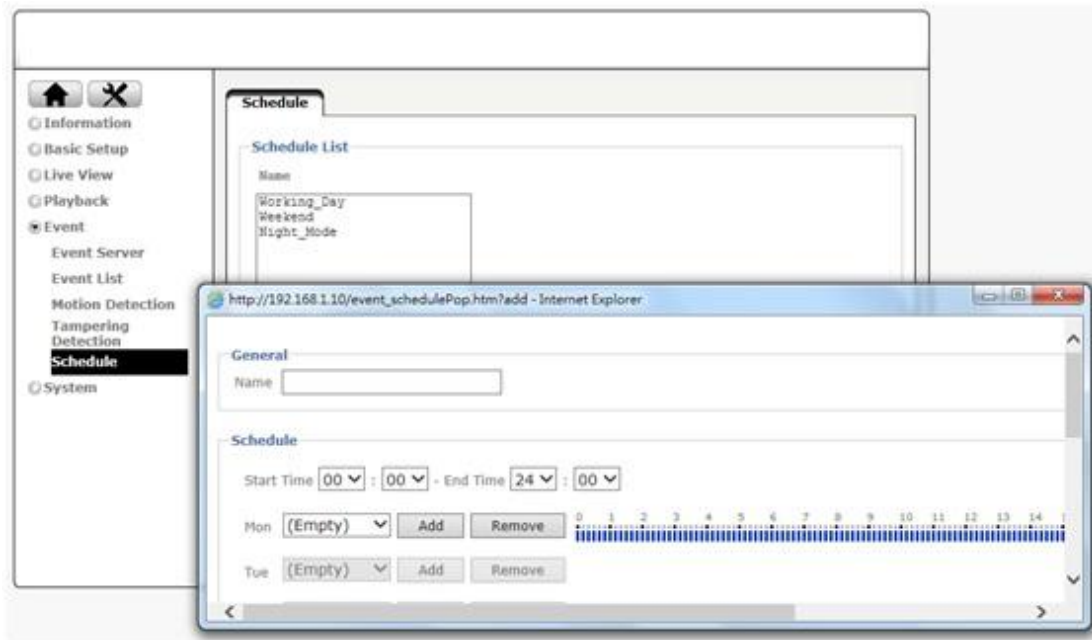 Information
Basic Setup
Live View
Playback
Event
Event Server
Event List
Motion Detection
Tampering
Detection
Schedule
System
Schedule
Schedule List
Name
Working_Day
Weekend
Night_Mode
http://192.168.1.10/event_schedulePop.htm?add - Internet Explorer
General
Name
Schedule
Start Time 00 : 00 - End Time 24 : 00
0 1 2 3 4 5 6 7 8 9 10 11 12 13 14
Mon (Empty) Add Remove
Tue (Empty) Add Remove